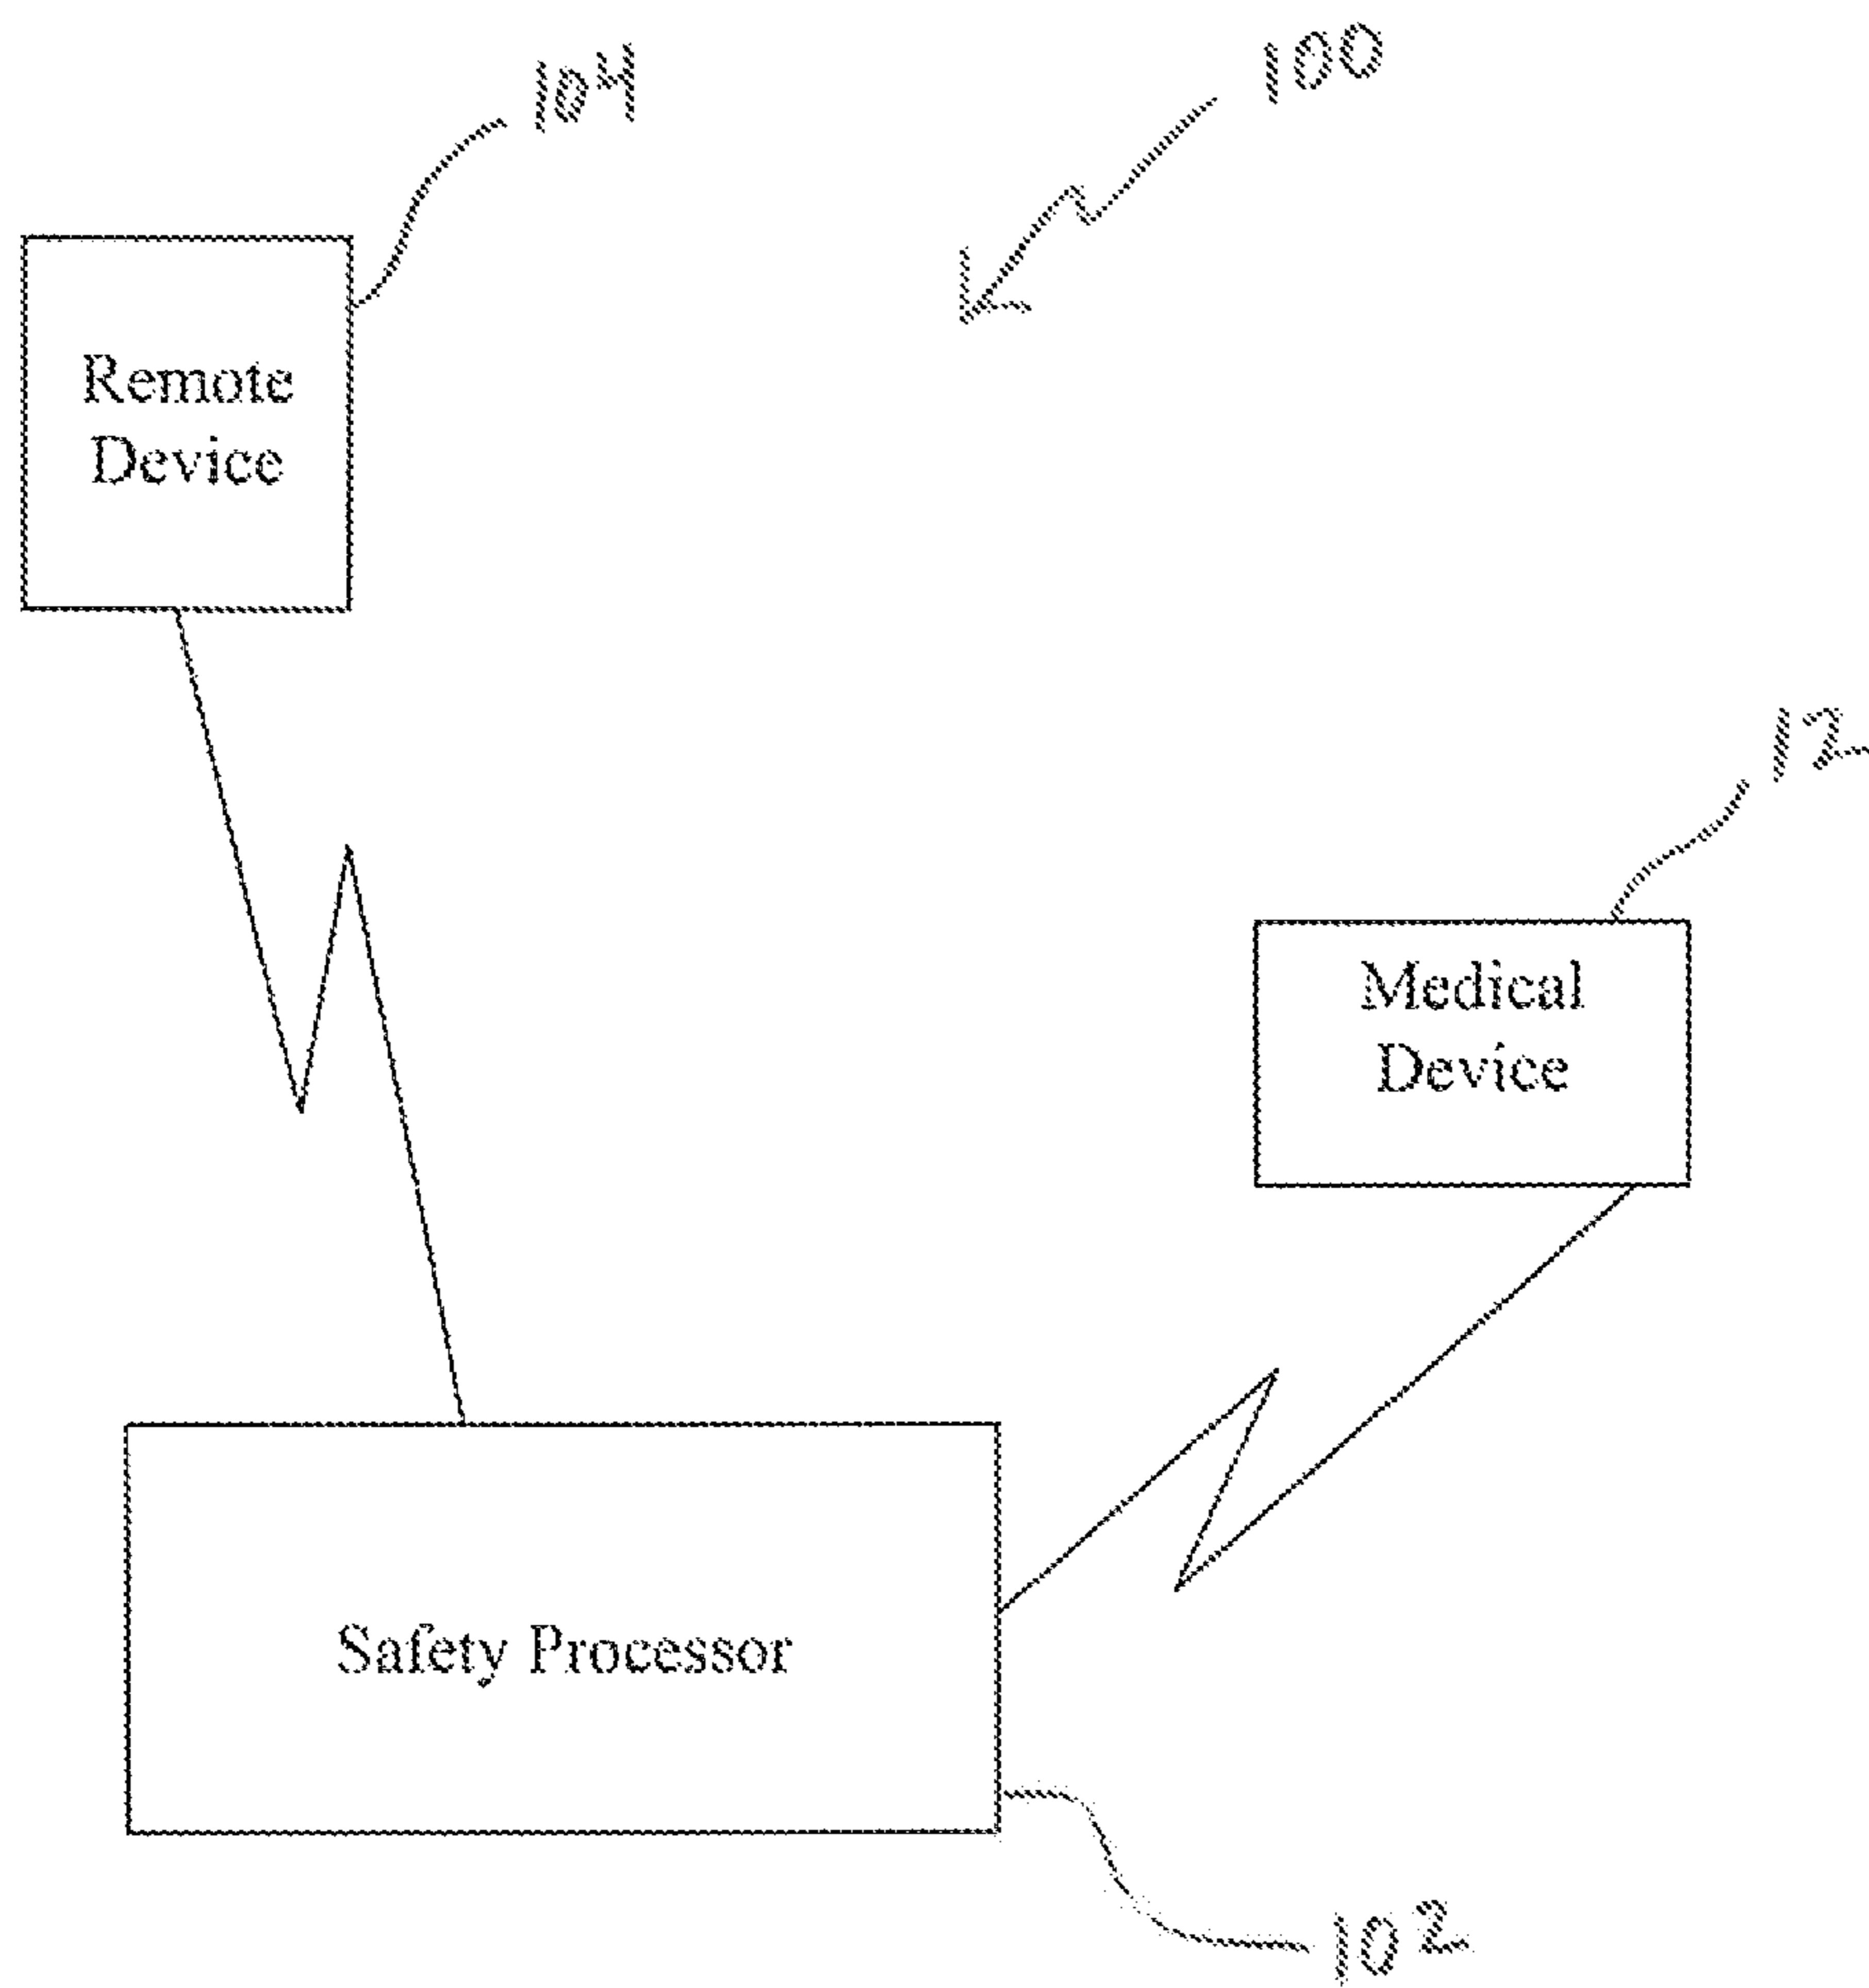 104
100
Remote
Device
12
Medical
Device
Safety Processor
102